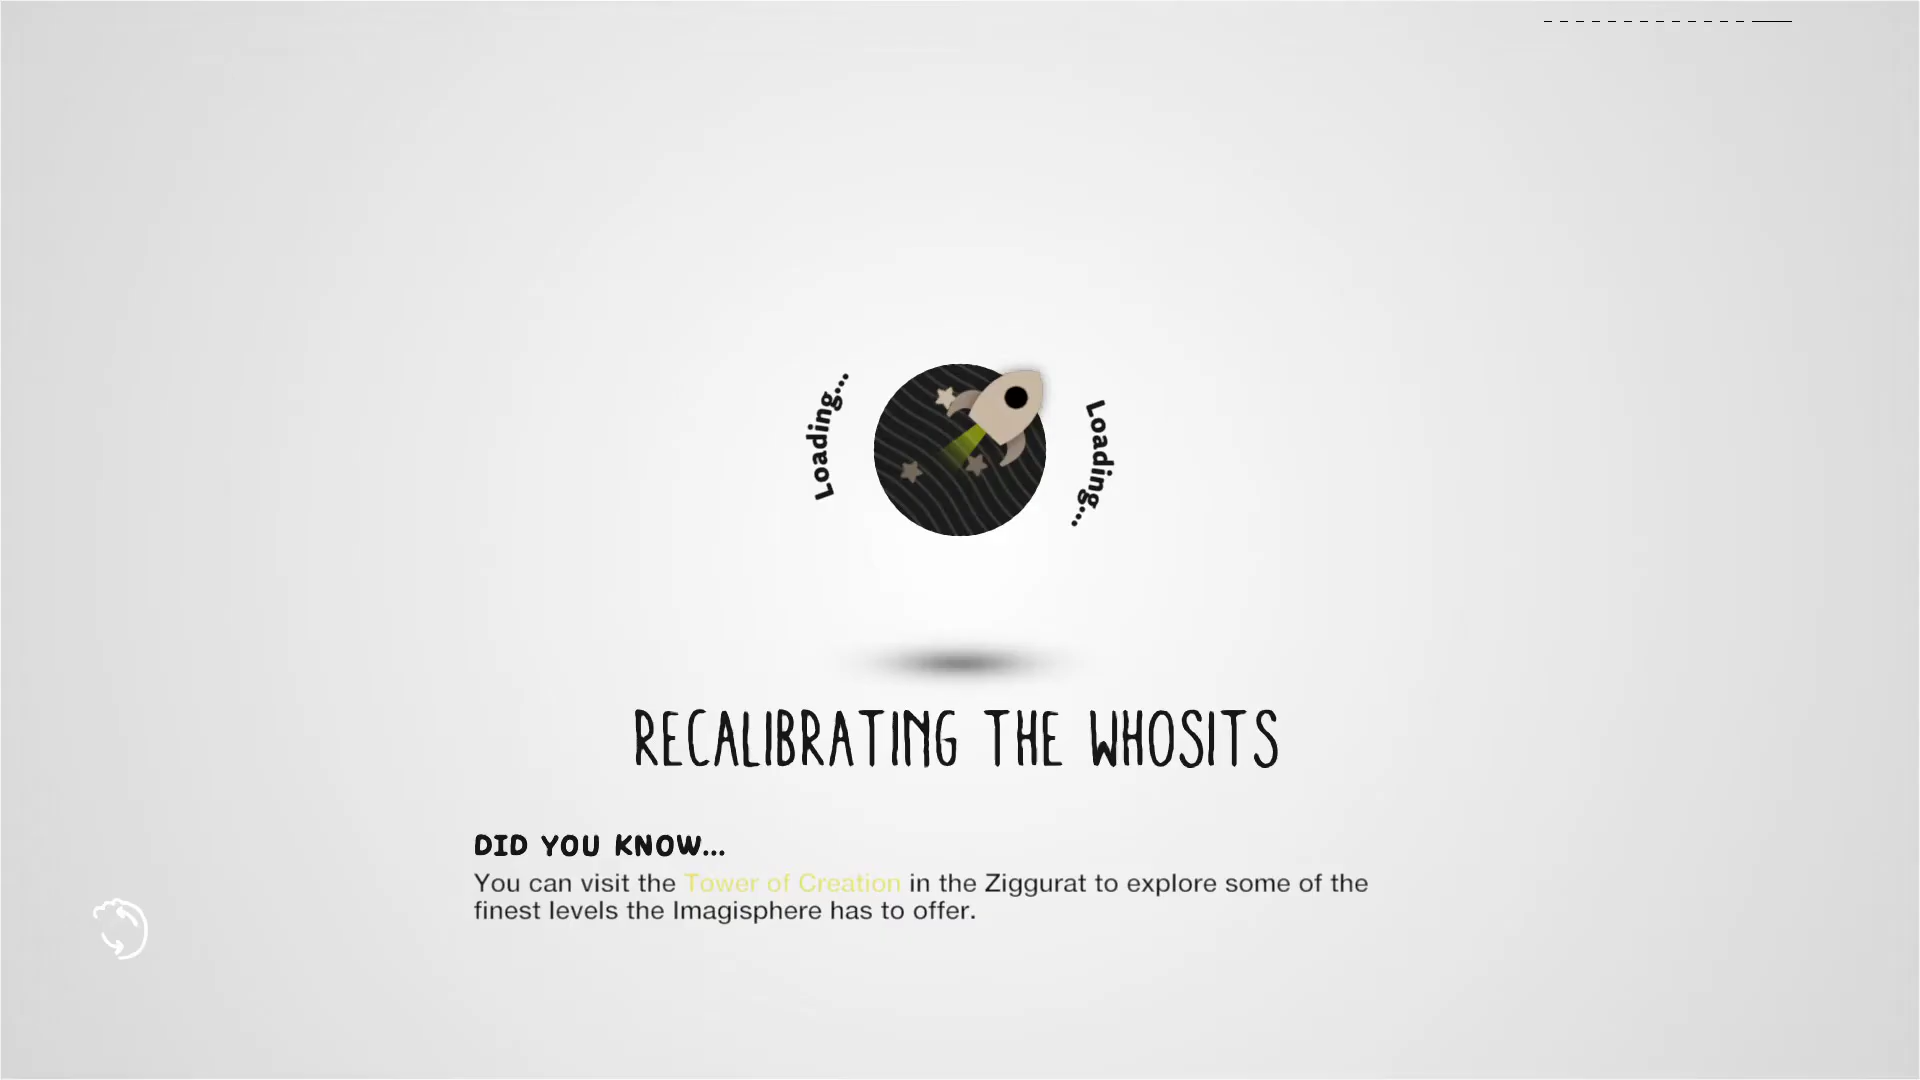 Loading...
Loading...
RECALIBRATING THE WHOSITS
DID YOU KNOW...
You can visit the Tower of Creation in the Ziggurat to explore some of the
finest levels the Imagisphere has to offer.